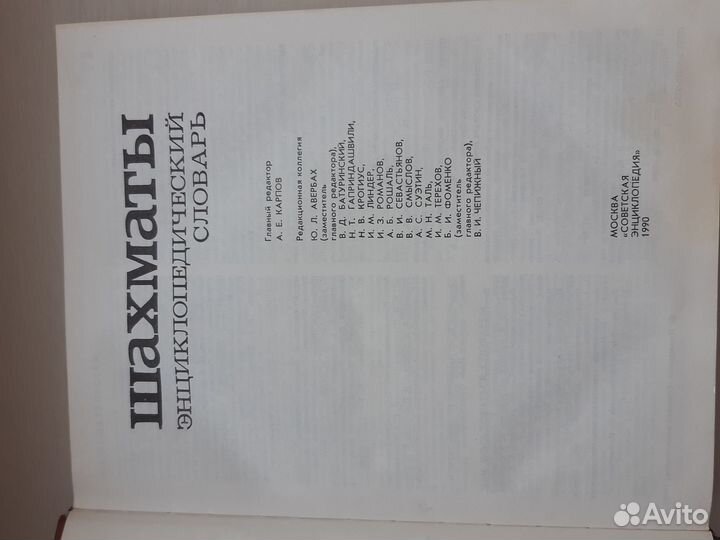 ШАХМАТЫ
ЭНЦИКЛОПЕДИЧЕСКИЙ
СЛОВАРЬ
Главный редактор
А. Е. КАРПОВ
Редакционная коллегия
Ю. Л. АВЕРБАХ
(заместитель
главного редактора),
В. Д. БАТУРИНСКИЙ,
Н. Т. ГАПРИНДАШВИЛИ,
Н. В. КРОГИУС,
И. М. ЛИНДЕР,
И. З. РОМАНОВ,
А. Б. РОШАЛЬ,
В. И. СЕВАСТЬЯНОВ,
В. В. СМЫСЛОВ,
А. С. СУЭТИН,
М. Н. ТАЛЬ,
И. М. ТЕРЕХОВ,
Б. И. ФОМЕНКО
(заместитель
главного редактора),
В. И. ЧЕПИЖНЫЙ
МОСКВА
«СОВЕТСКАЯ
ЭНЦИКЛОПЕДИЯ»
1990
Avito